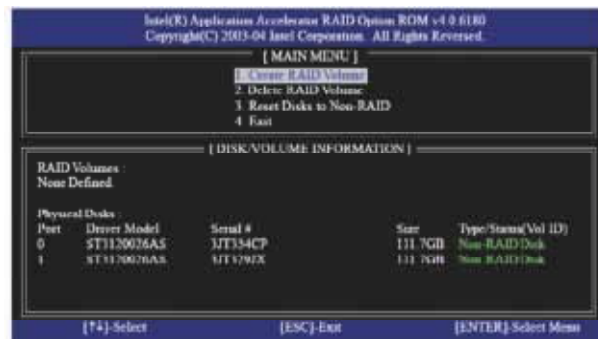 Intel(R) Application Accelerator RAID Option ROM v4.0.6180
Copyright(C) 2003-04 Intel Corporation. All Rights Reversed.
[ MAIN MENU ]
1. Create RAID Volume
2. Delete RAID Volume
3. Reset Disks to Non-RAID
4. Exit
[ DISK/VOLUME INFORMATION ]
RAID Volumes :
None Defined.
Physical Disks :
Port Driver Model Serial # Size Type/Status(Vol ID)
0 ST3120026AS 3JT354CP 111.7GB Non-RAID Disk
1 ST3120026AS 111.7GB Non-RAID Disk
[↑↓]-Select [ESC]-Exit [ENTER]-Select Menu